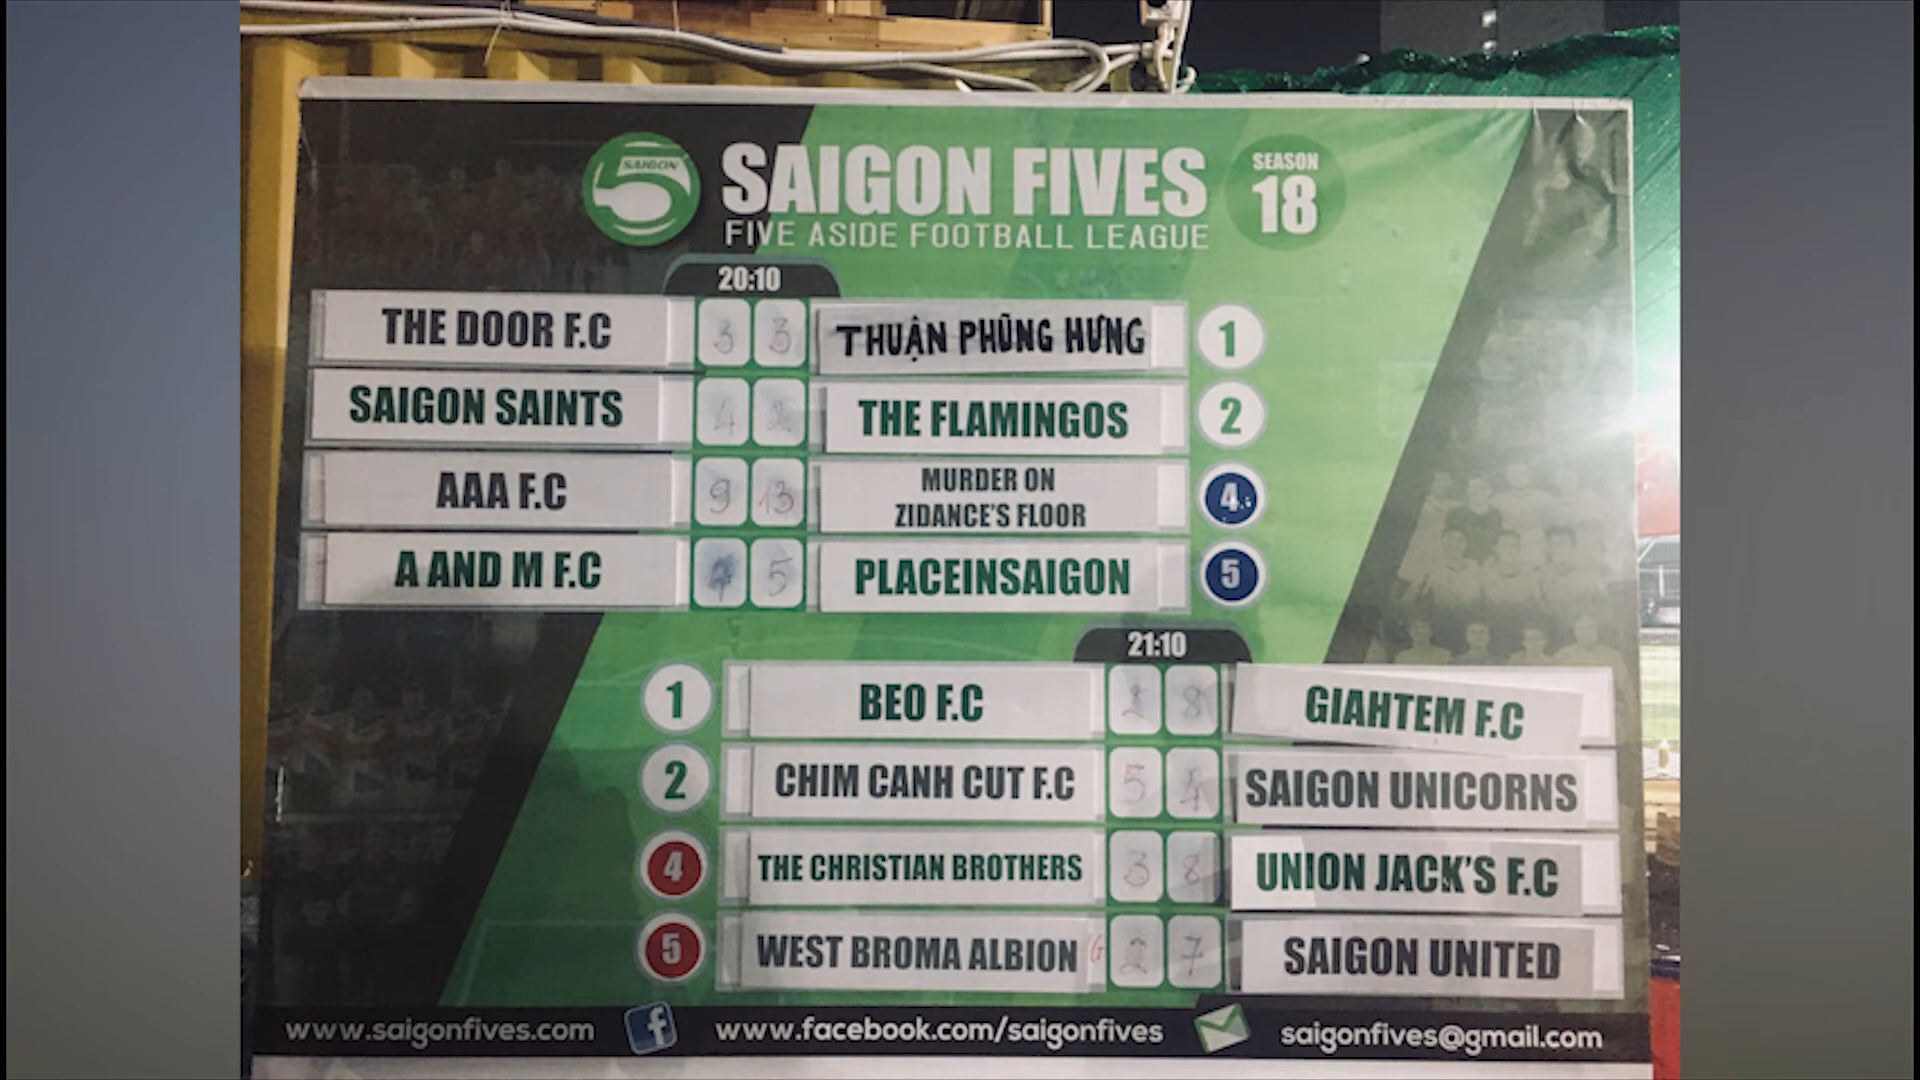 SAIGON
SAIGON FIVES
SEASON
18
FIVE ASIDE FOOTBALL LEAGUE
20:10
THE DOOR F.C 3 3 THUẬN PHŨNG HƯNG 1
SAIGON SAINTS 4 2 THE FLAMINGOS 2
AAA F.C 9 13 MURDER ON
ZIDANCE'S FLOOR 4
A AND M F.C 5 PLACEINSAIGON 5
21:10
1 BEO F.C 8 GIAHTEM F.C
2 CHIM CANH CUT F.C 5 4 SAIGON UNICORNS
4 THE CHRISTIAN BROTHERS 3 8 UNION JACK'S F.C
5 WEST BROMA ALBION 2 7 SAIGON UNITED
www.saigonfives.com
f
www.facebook.com/saigonfives
saigonfives@gmail.com